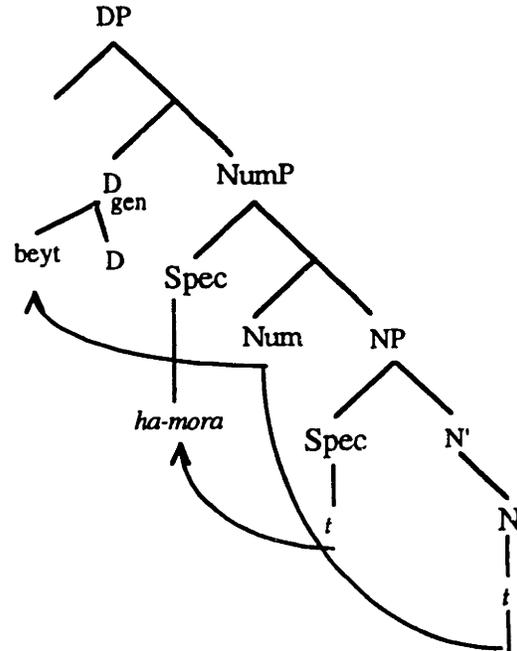 DP
D gen NumP
beyt D Spec
Num NP
ha-mora Spec N'
t N
t